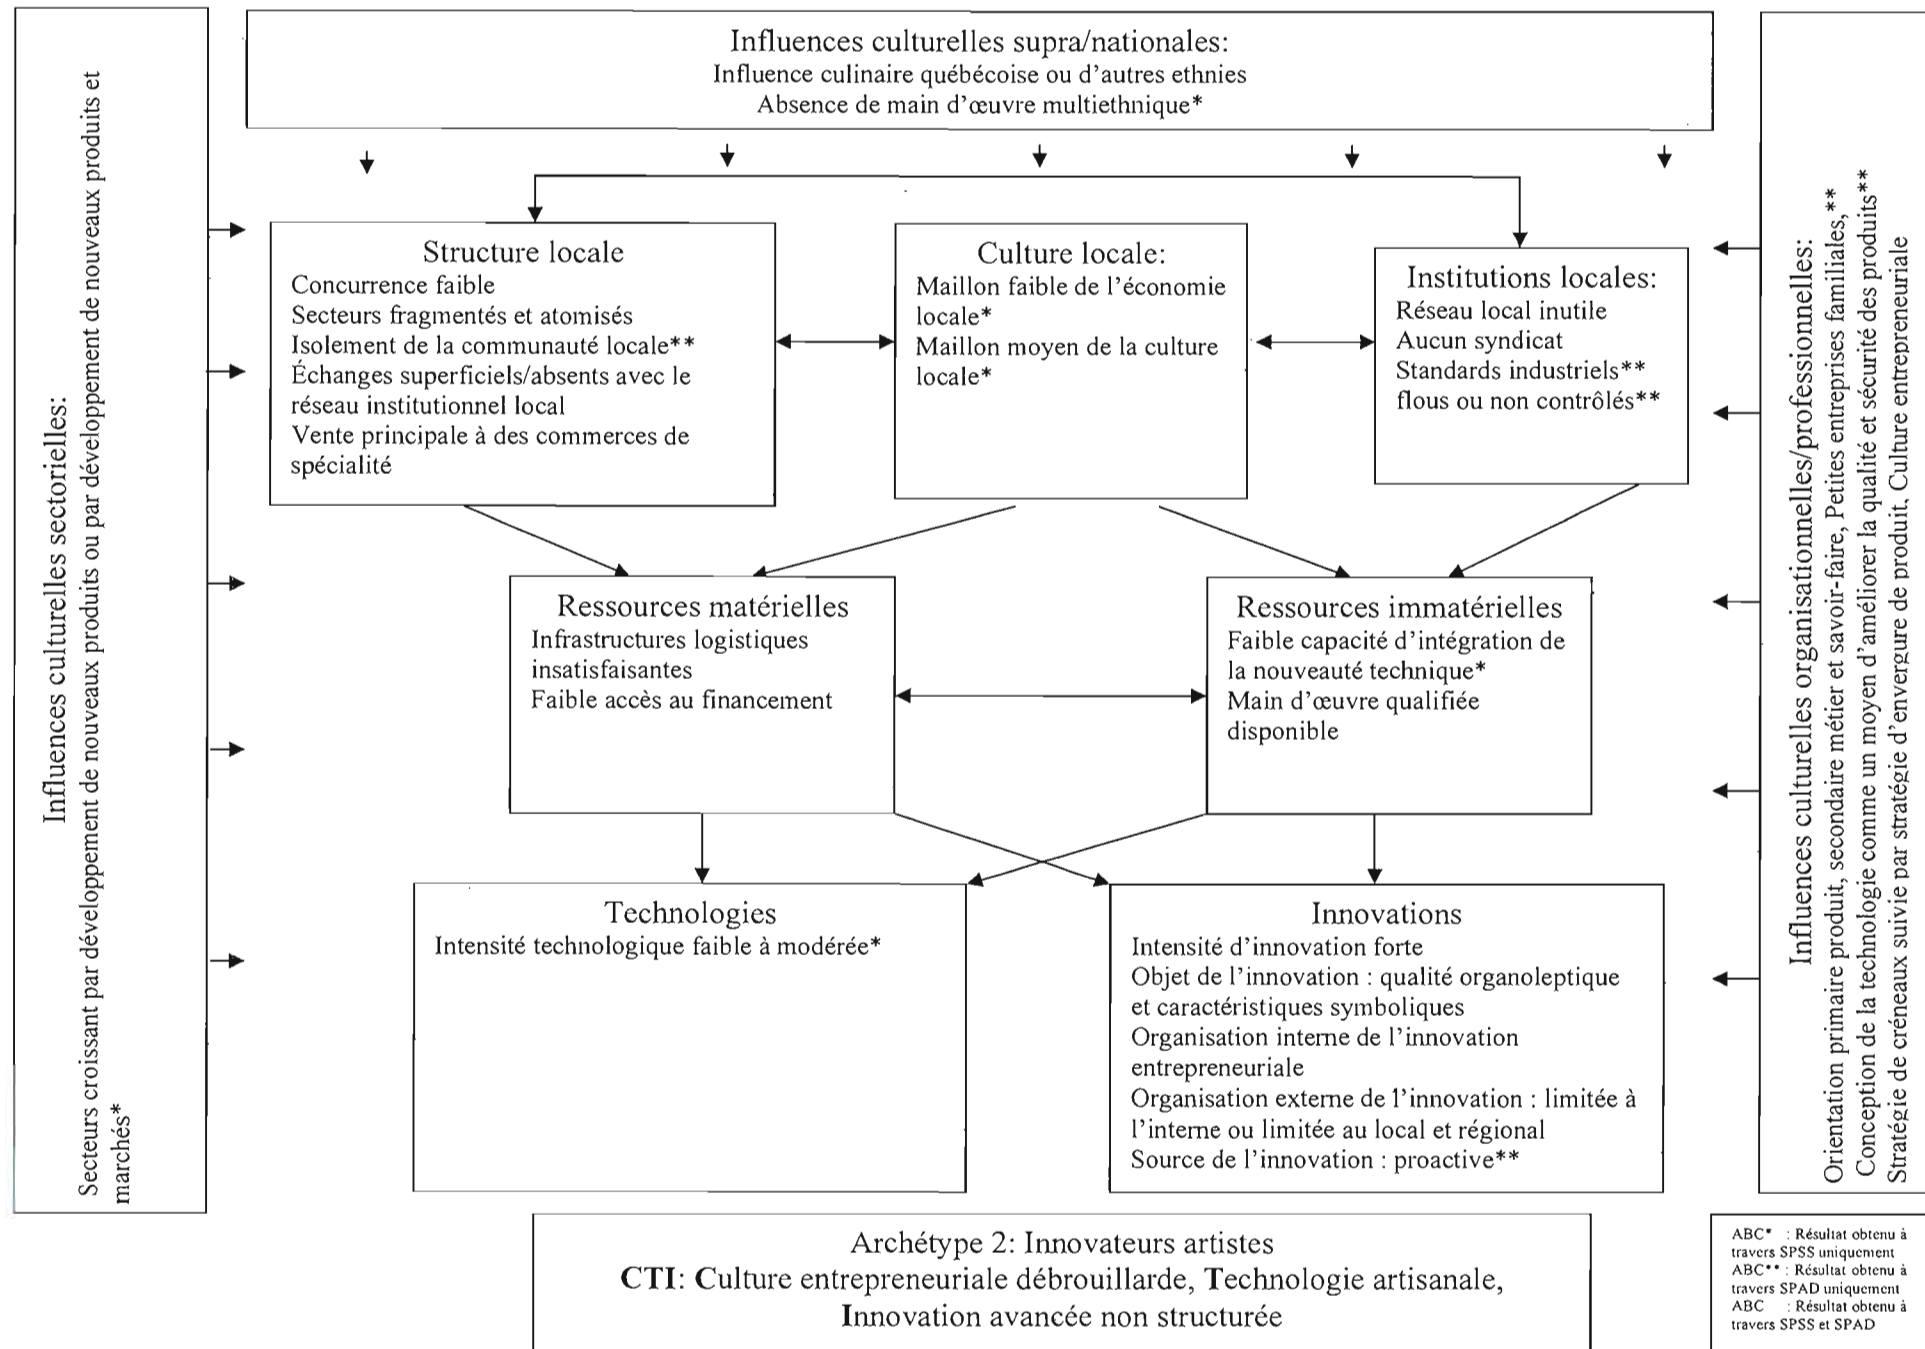 Influences culturelles supra/nationales:
Influence culinaire québécoise ou d'autres ethnies
Absence de main d'œuvre multiethnique*
Influences culturelles sectorielles:
Secteurs croissant par développement de nouveaux produits ou par développement de nouveaux produits et
marchés*
Structure locale
Concurrence faible
Secteurs fragmentés et atomisés
Isolement de la communauté locale**
Échanges superficiels/absents avec le
réseau institutionnel local
Vente principale à des commerces de
spécialité
Culture locale:
Maillon faible de l'économie
locale*
Maillon moyen de la culture
locale*
Institutions locales:
Réseau local inutile
Aucun syndicat
Standards industriels**
flous ou non contrôlés**
Influences culturelles organisationnelles/professionnelles:
Orientation primaire produit, secondaire métier et savoir-faire, Petites entreprises familiales,**
Conception de la technologie comme un moyen d'améliorer la qualité et sécurité des produits**
Stratégie de créneaux suivie par stratégie d'envergure de produit, Culture entrepreneuriale
Ressources matérielles
Infrastructures logistiques
insatisfaisantes
Faible accès au financement
Ressources immatérielles
Faible capacité d'intégration de
la nouveauté technique*
Main d'œuvre qualifiée
disponible
Technologies
Intensité technologique faible à modérée*
Innovations
Intensité d'innovation forte
Objet de l'innovation : qualité organoleptique
et caractéristiques symboliques
Organisation interne de l'innovation
entrepreneuriale
Organisation externe de l'innovation : limitée à
l'interne ou limitée au local et régional
Source de l'innovation : proactive**
Archétype 2: Innovateurs artistes
CTI: Culture entrepreneuriale débrouillarde, Technologie artisanale,
Innovation avancée non structurée
ABC* : Résultat obtenu à
travers SPSS uniquement
ABC** : Résultat obtenu à
travers SPAD uniquement
ABC : Résultat obtenu à
travers SPSS et SPAD